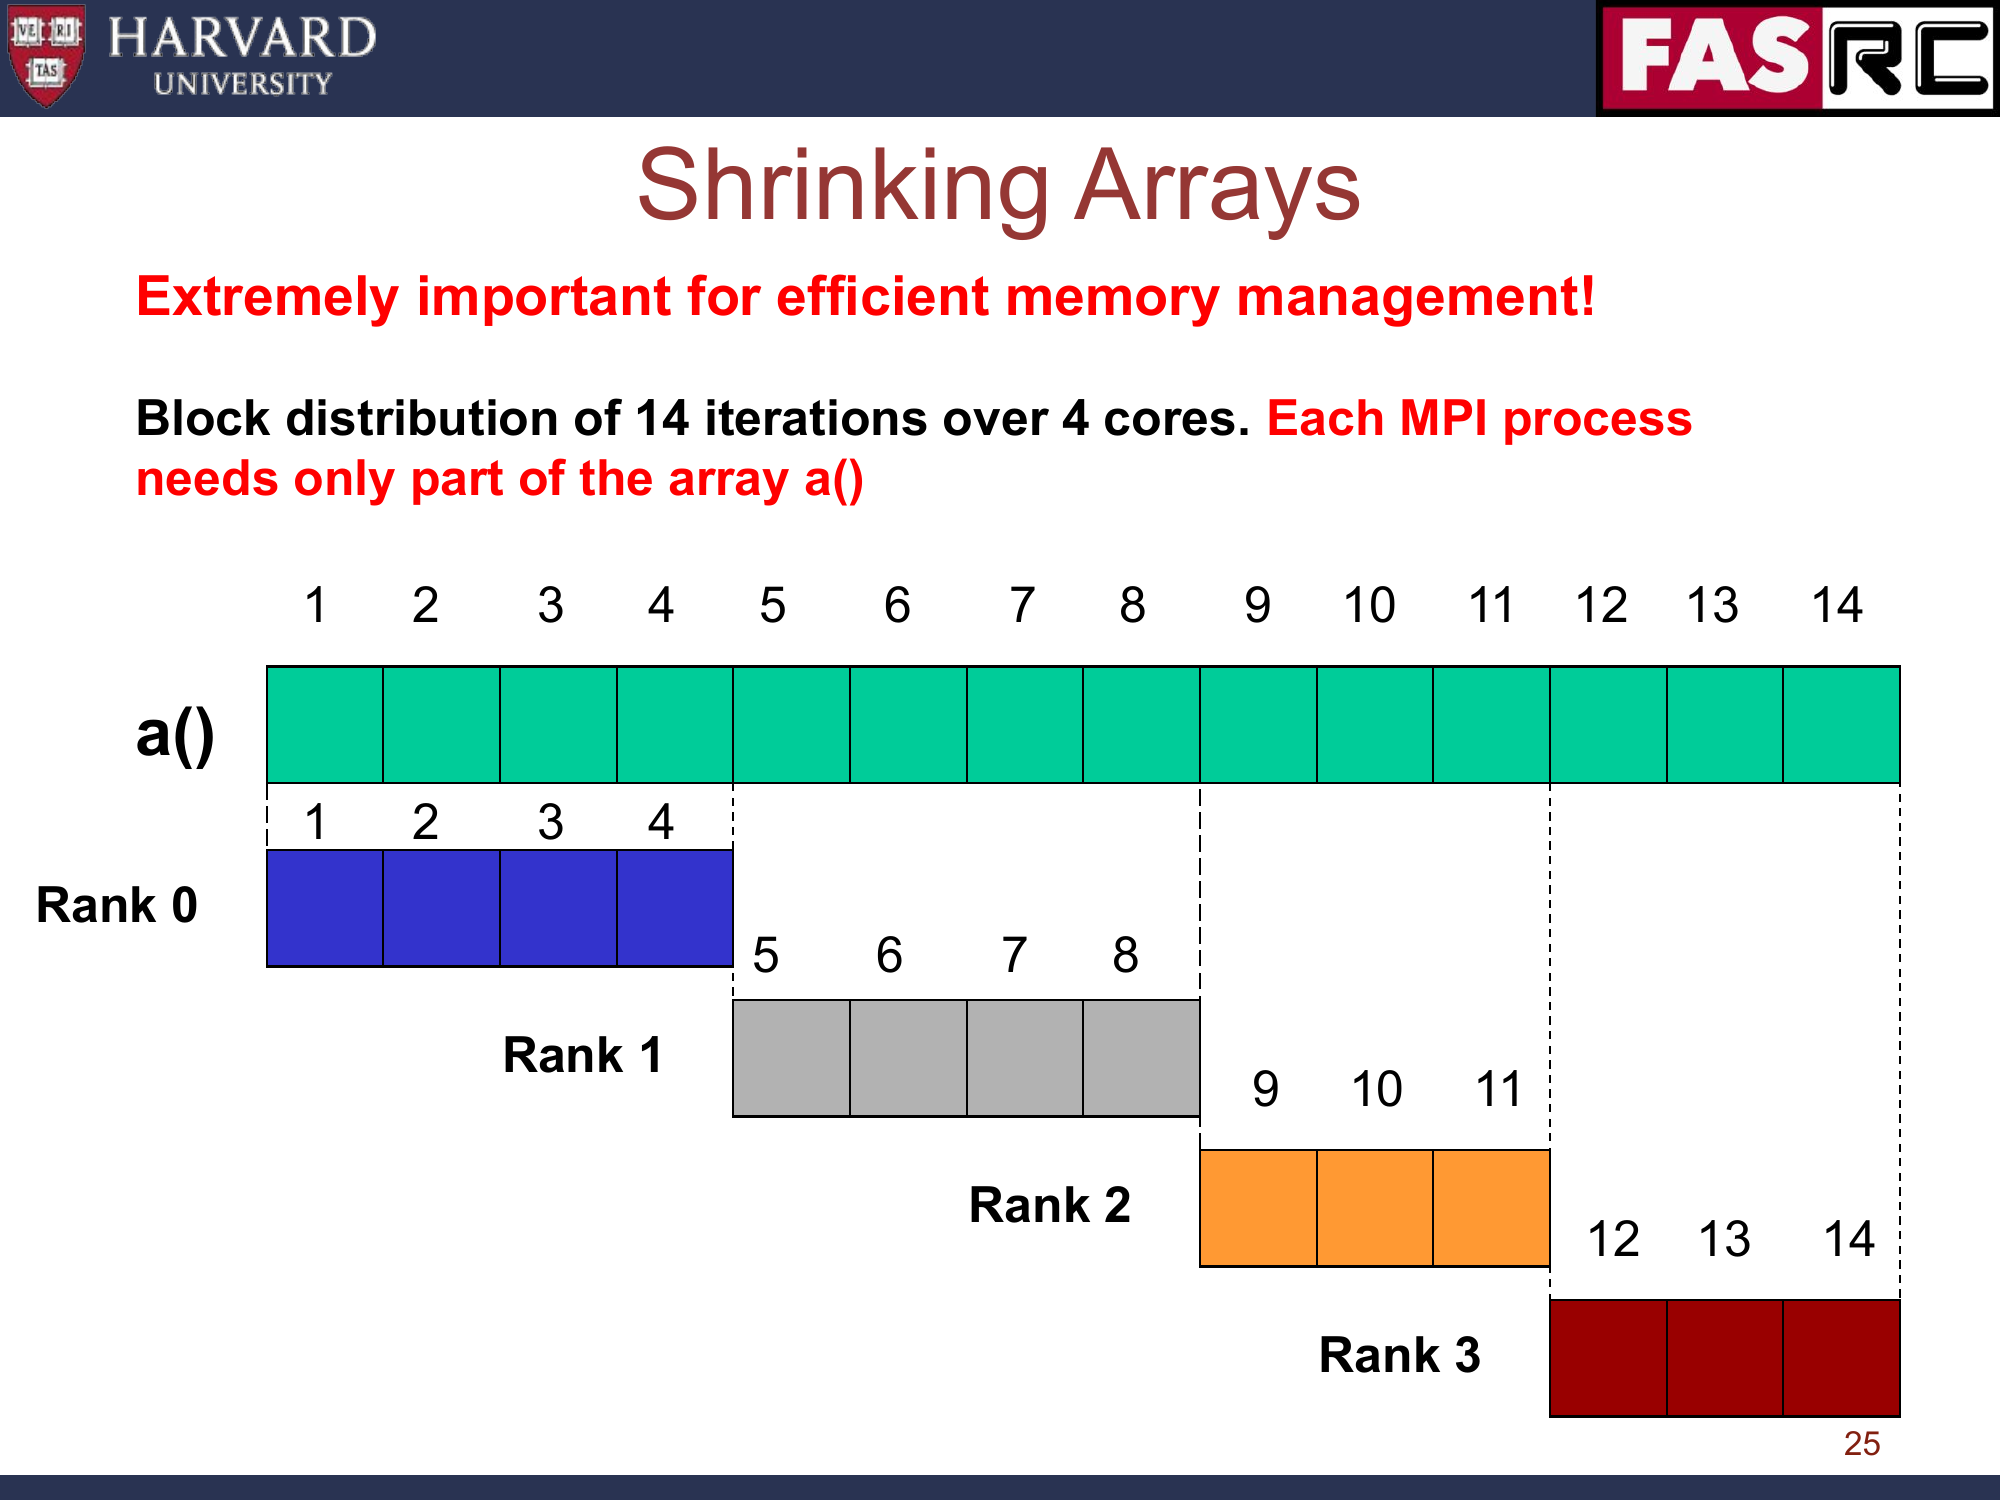 VE RI
TAS
HARVARD
UNIVERSITY
FAS RC
Shrinking Arrays
Extremely important for efficient memory management!
Block distribution of 14 iterations over 4 cores. Each MPI process
needs only part of the array a()
1 2 3 4 5 6 7 8 9 10 11 12 13 14
a()
1 2 3 4
Rank 0
5 6 7 8
Rank 1
9 10 11
Rank 2
12 13 14
Rank 3
25